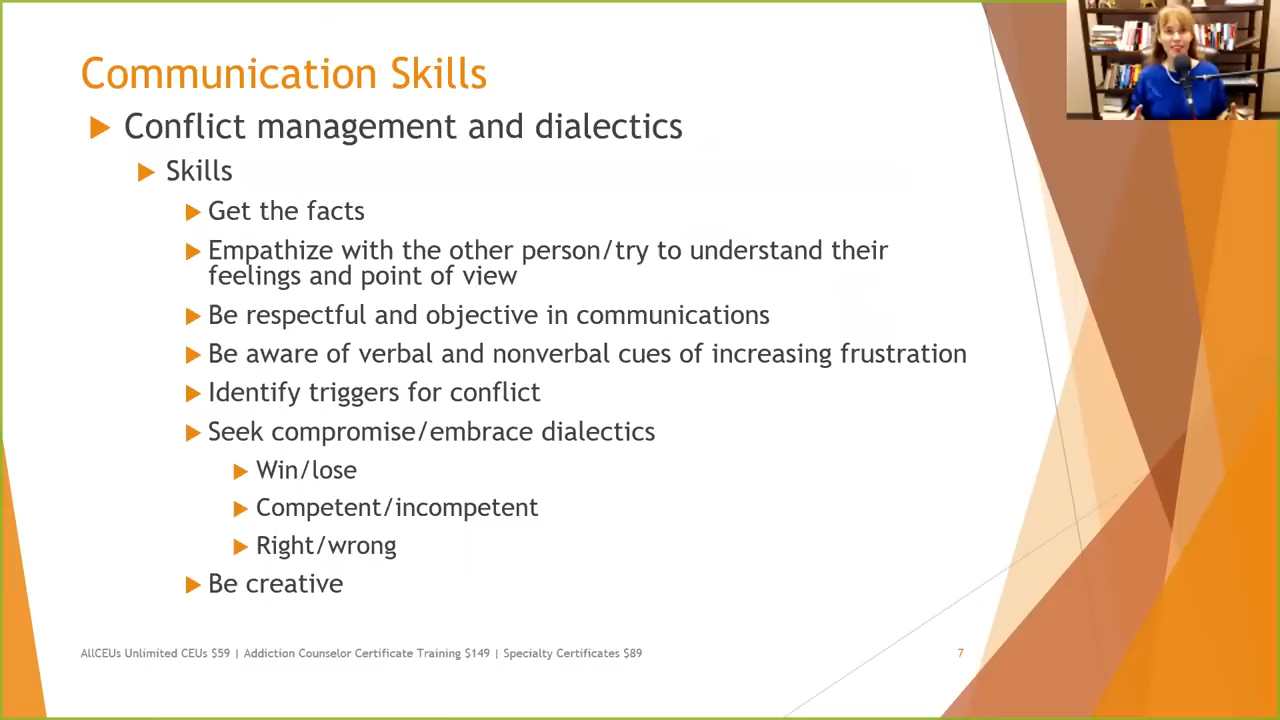 Communication Skills
Conflict management and dialectics
Skills
Get the facts
Empathize with the other person/try to understand their
feelings and point of view
Be respectful and objective in communications
Be aware of verbal and nonverbal cues of increasing frustration
Identify triggers for conflict
Seek compromise/embrace dialectics
Win/lose
Competent/incompetent
Right/wrong
Be creative
AllCEUs Unlimited CEUs $59 | Addiction Counselor Certificate Training $149 | Specialty Certificates $89
7